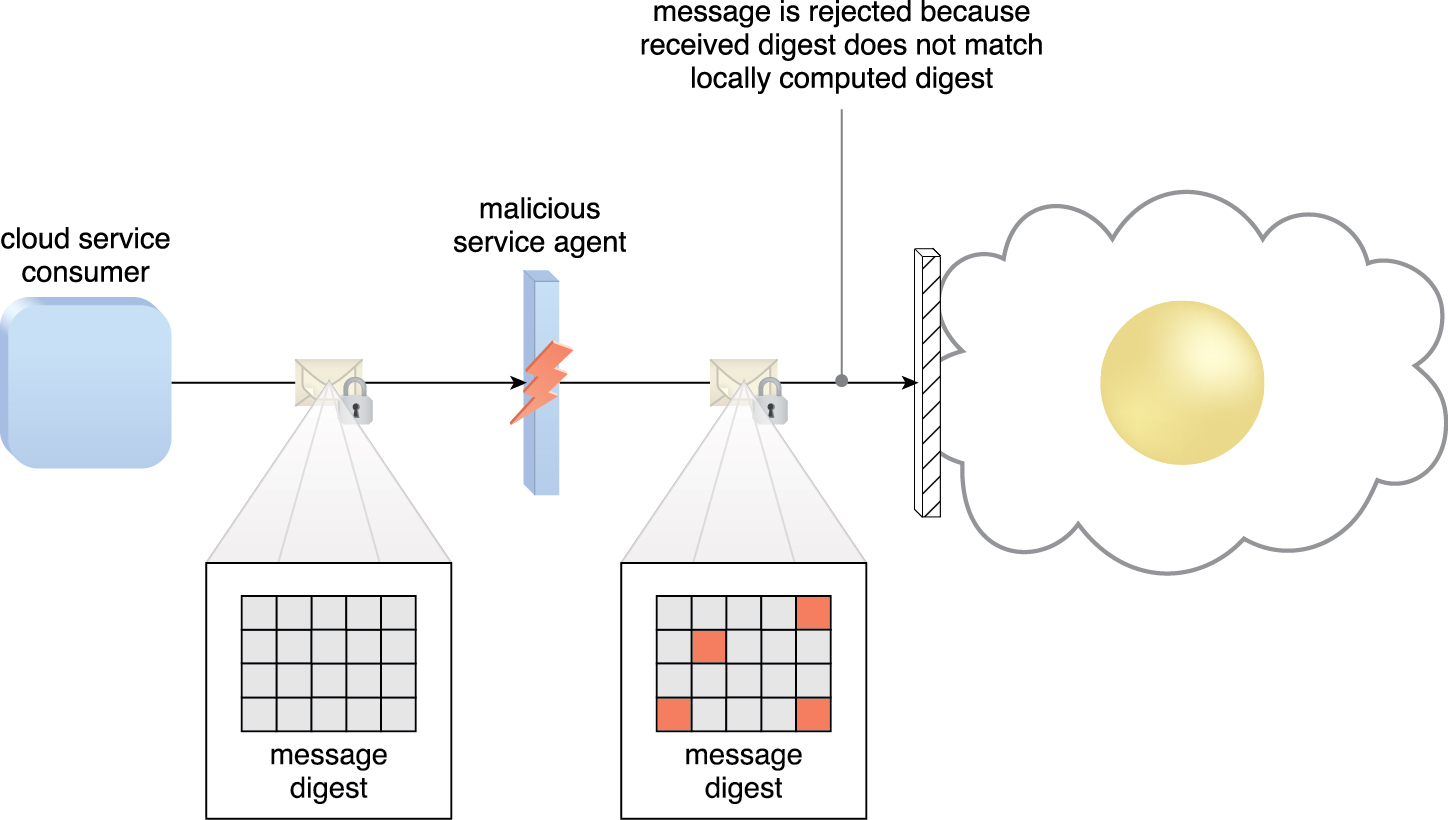 message is rejected because
received digest does not match
locally computed digest
malicious
service agent
cloud service
consumer
message
digest
message
digest